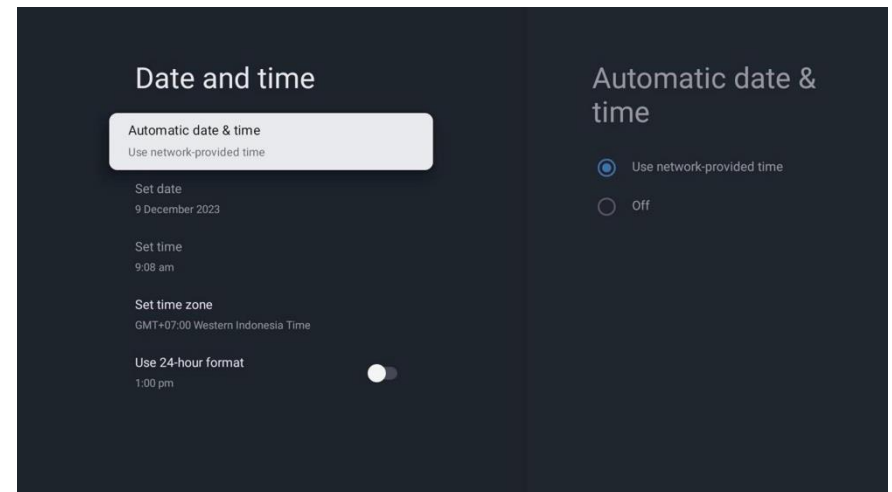 Date and time
Automatic date & time
Use network-provided time
Set date
9 December 2023
Set time
9:08 am
Set time zone
GMT+07:00 Western Indonesia Time
Use 24-hour format
1:00 pm
Automatic date &
time
Use network-provided time
Off